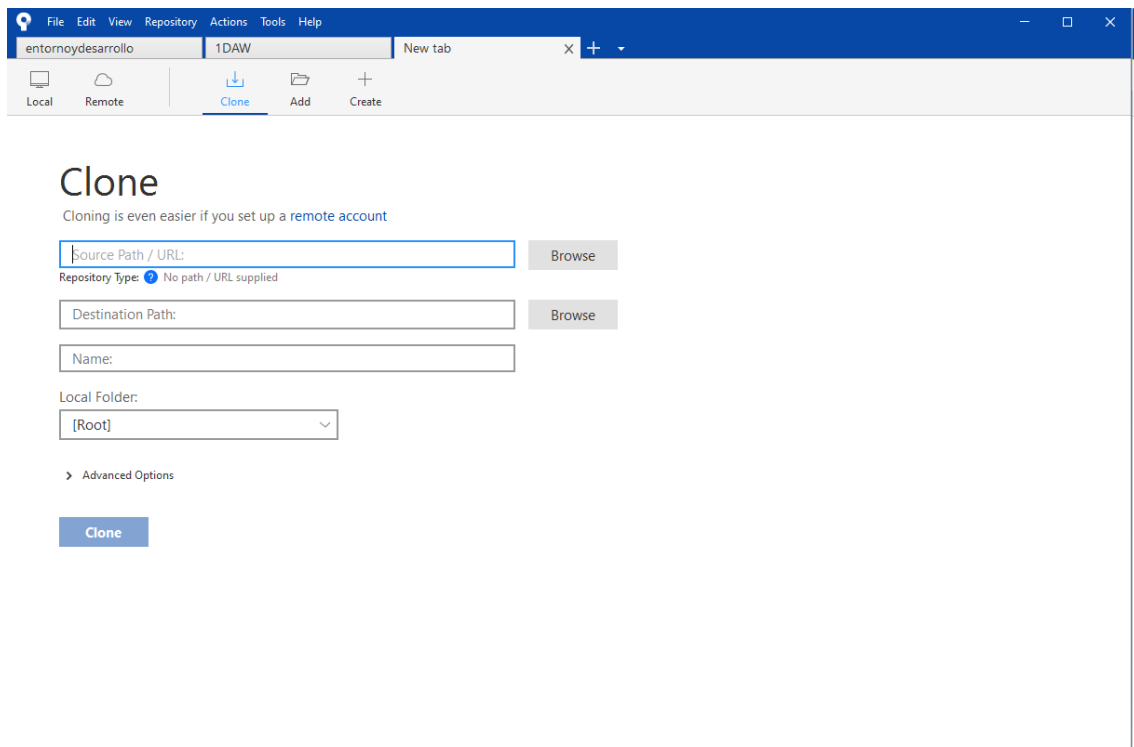 File Edit View Repository Actions Tools Help
entornoydesarrollo 1DAW New tab
Local Remote Clone Add Create
Clone
Cloning is even easier if you set up a remote account
Source Path / URL: Browse
Repository Type: ? No path / URL supplied
Destination Path: Browse
Name:
Local Folder:
[Root]
Advanced Options
Clone